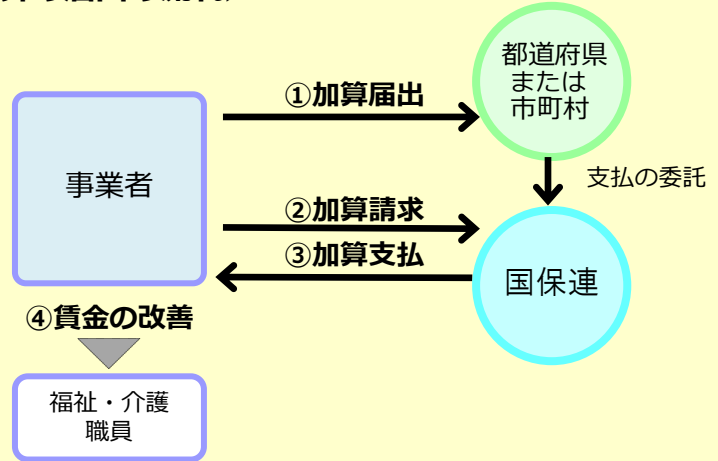 都道府県
または
市町村
①加算届出
事業者
支払の委託
②加算請求
③加算支払
国保連
④賃金の改善
福祉・介護
職員